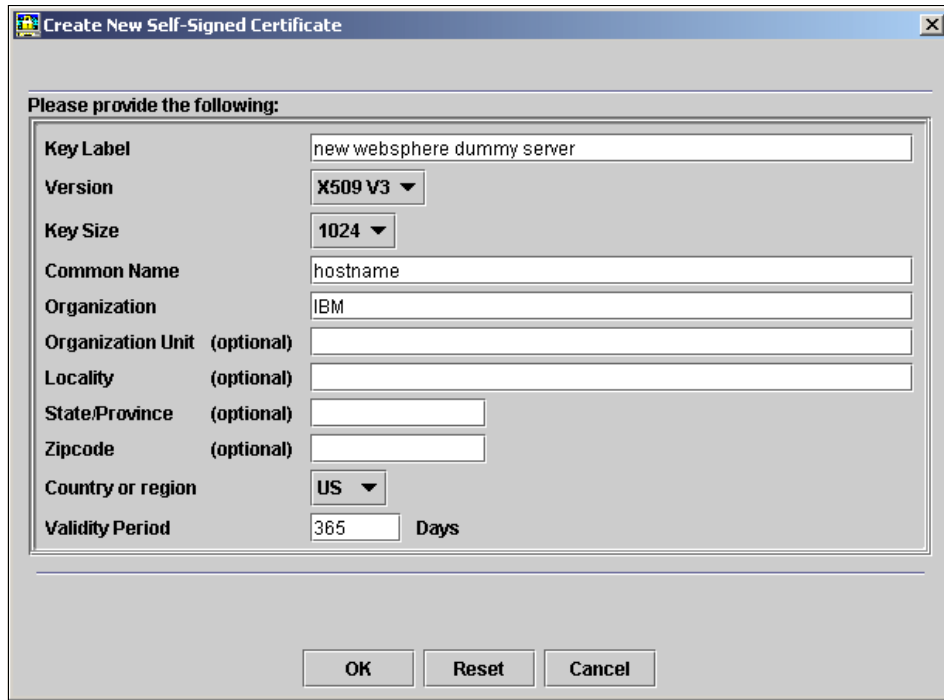 Create New Self-Signed Certificate
Please provide the following:
Key Label new websphere dummy server
Version X509 V3
Key Size 1024
Common Name hostname
Organization IBM
Organization Unit (optional)
Locality (optional)
State/Province (optional)
Zipcode (optional)
Country or region US
Validity Period 365 Days
OK Reset Cancel